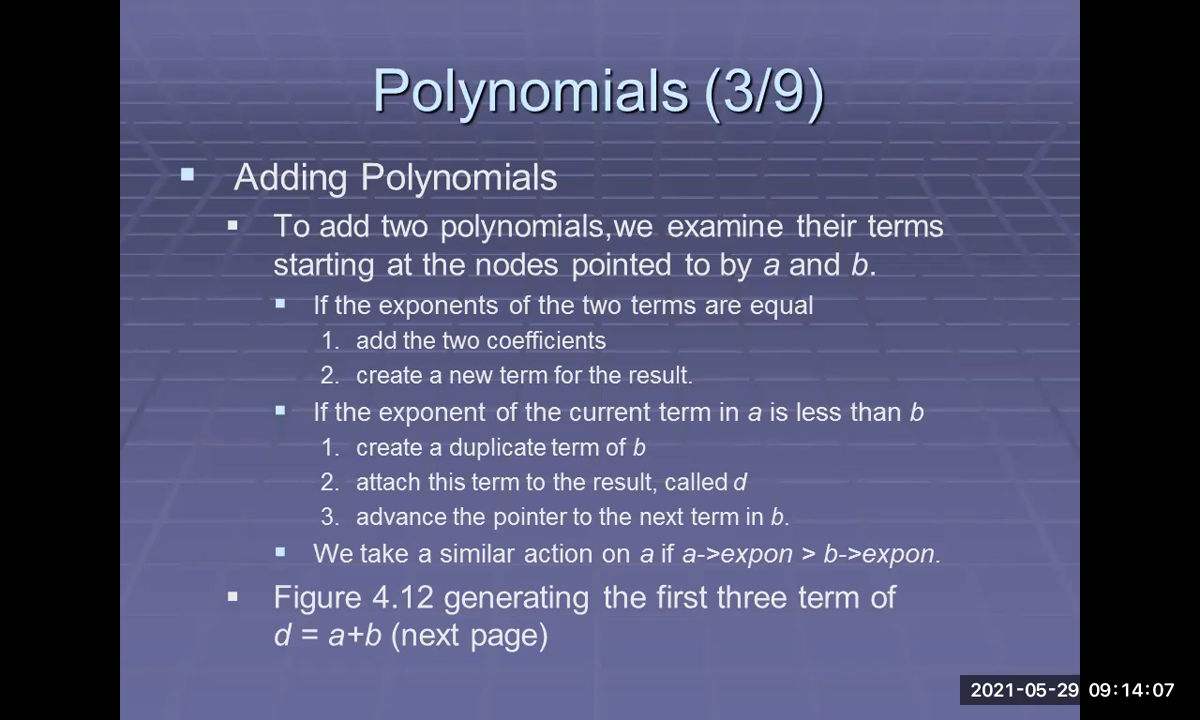 Polynomials (3/9)
▪ Adding Polynomials
▪ To add two polynomials,we examine their terms
starting at the nodes pointed to by a and b.
▪ If the exponents of the two terms are equal
1. add the two coefficients
2. create a new term for the result.
▪ If the exponent of the current term in a is less than b
1. create a duplicate term of b
2. attach this term to the result, called d
3. advance the pointer to the next term in b.
▪ We take a similar action on a if a->expon > b->expon.
▪ Figure 4.12 generating the first three term of
d = a+b (next page)
2021-05-29 09:14:07